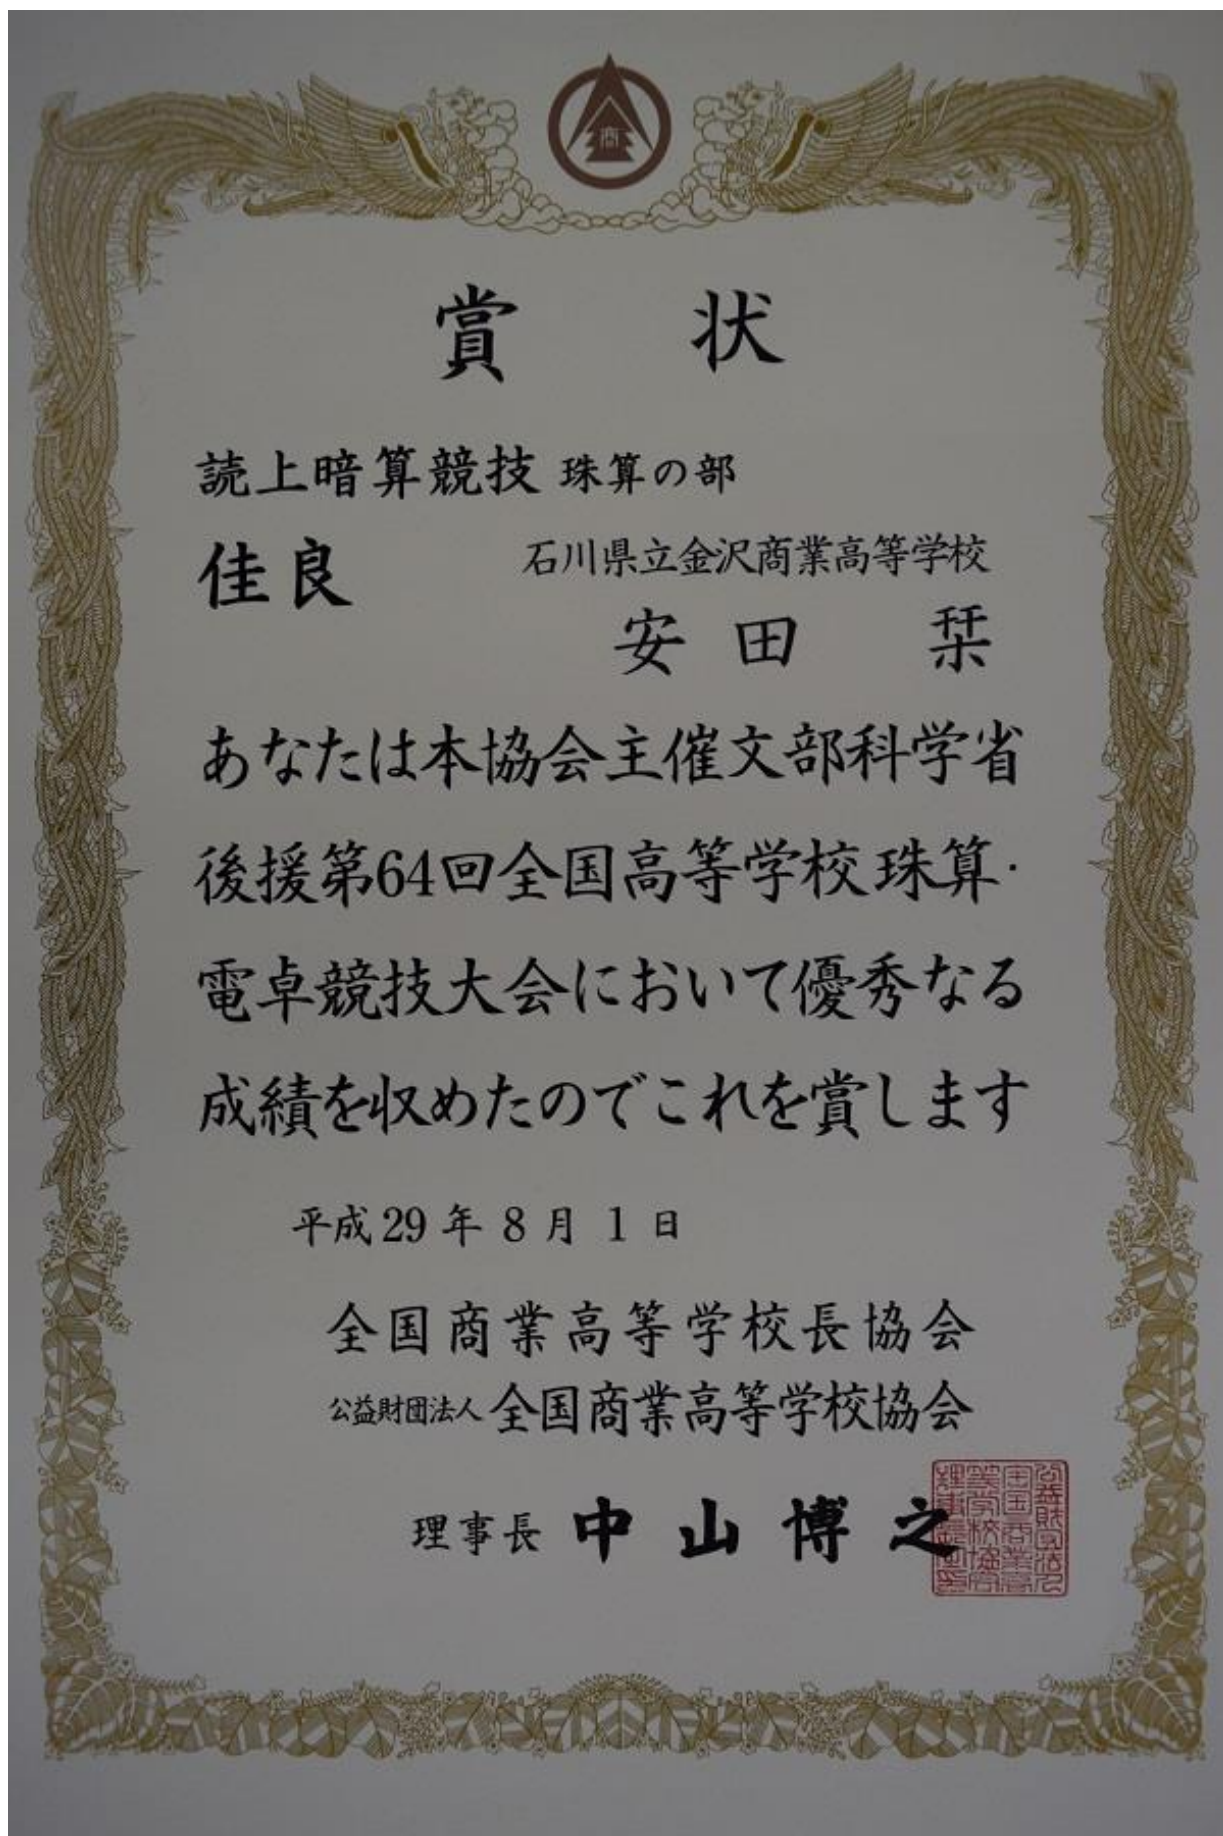 商
賞状
読上暗算競技 珠算の部
佳良 石川県立金沢商業高等学校
安田 栞
あなたは本協会主催文部科学省
後援第64回全国高等学校珠算・
電卓競技大会において優秀なる
成績を収めたのでこれを賞します
平成29年8月1日
全国商業高等学校長協会
公益財団法人全国商業高等学校協会
理事長 中山博之